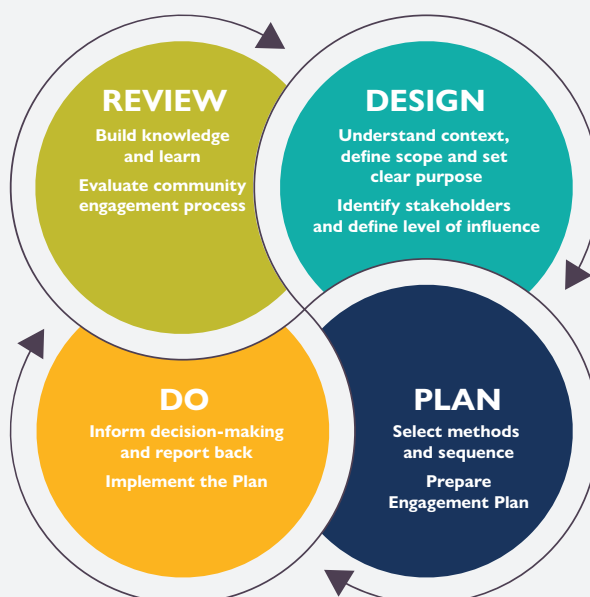 REVIEW
Build knowledge
and learn
Evaluate community
engagement process
DESIGN
Understand context,
define scope and set
clear purpose
Identify stakeholders
and define level of influence
DO
Inform decision-making
and report back
Implement the Plan
PLAN
Select methods
and sequence
Prepare
Engagement Plan